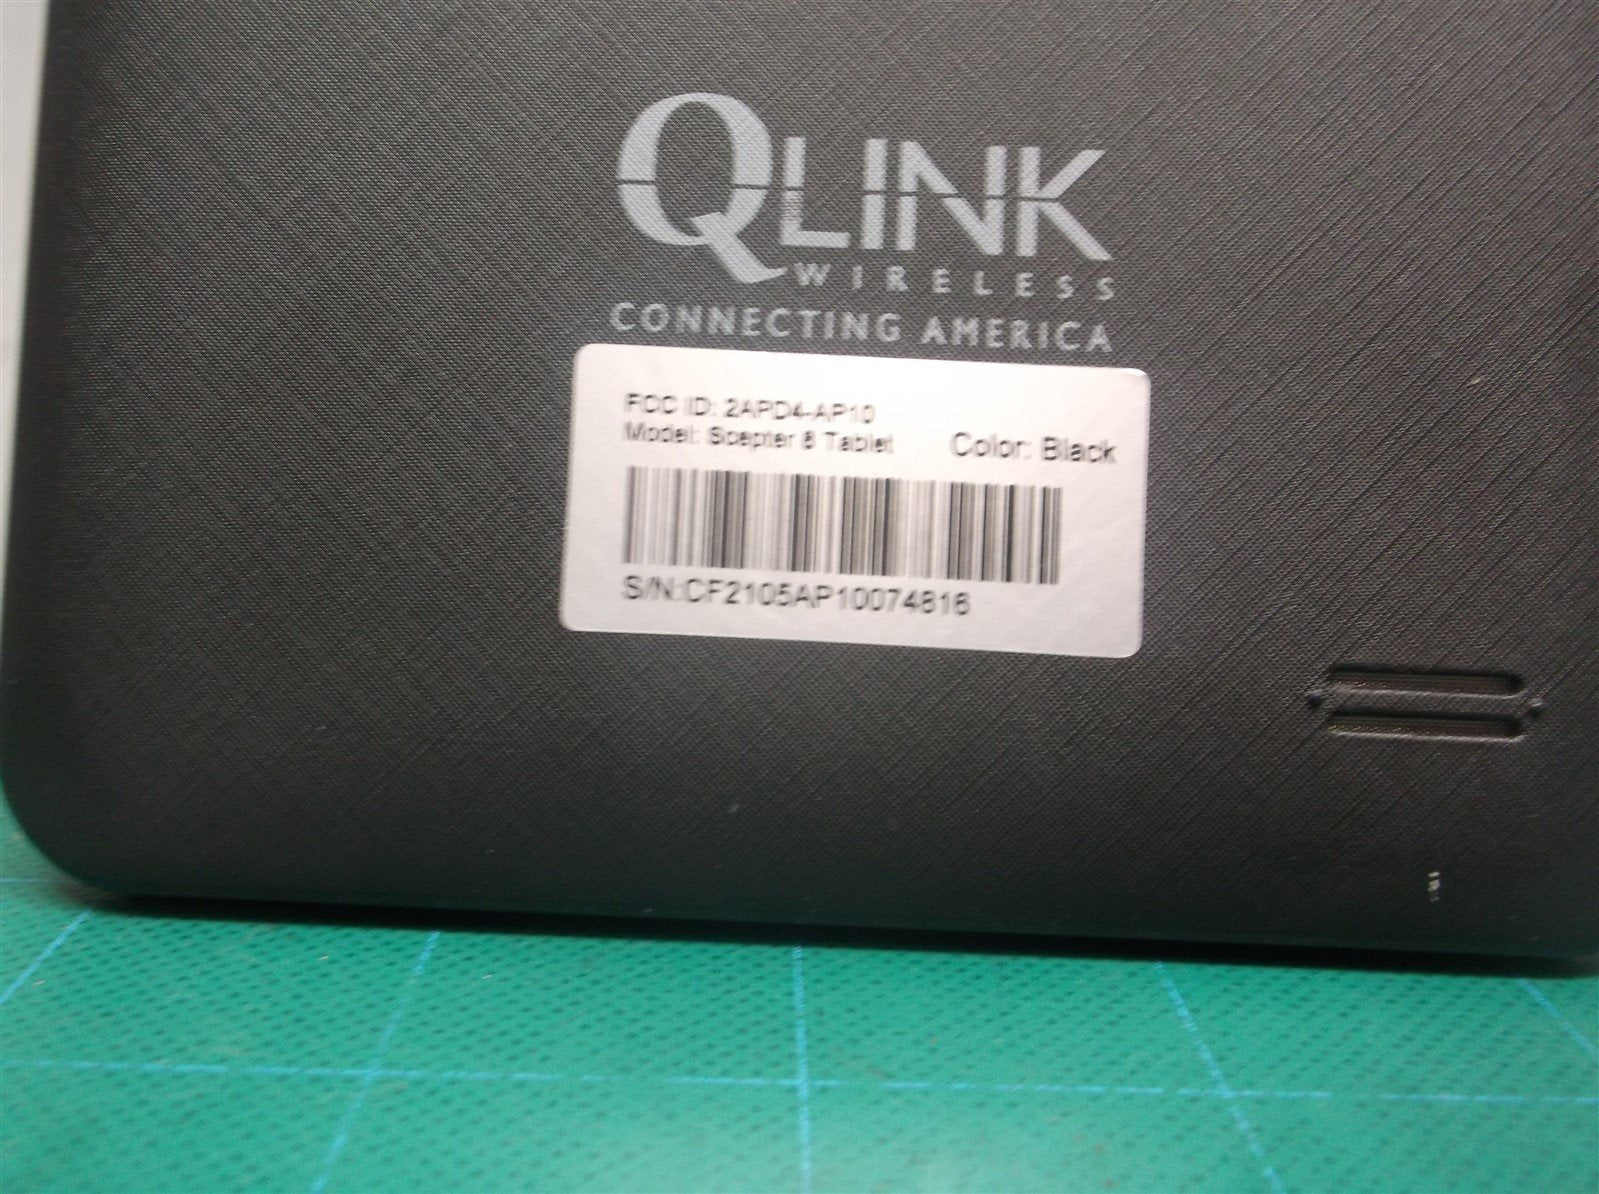 QLINK
WIRELESS
CONNECTING AMERICA
FCC ID: 2APD4-AP10
Model: Scepter 8 Tablet Color: Black
S/N:CF2105AP10074816